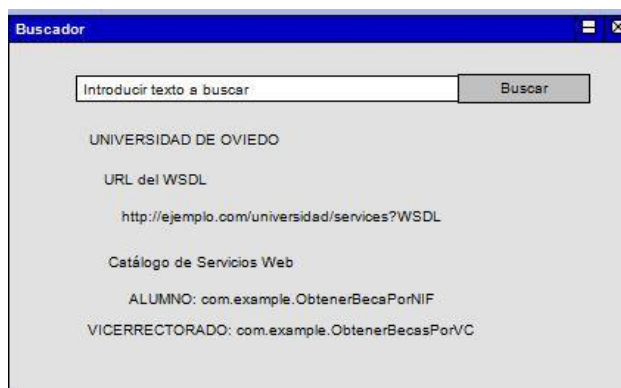 Buscador
Introducir texto a buscar Buscar
UNIVERSIDAD DE OVIEDO
URL del WSDL
http://ejemplo.com/universidad/services?WSDL
Catálogo de Servicios Web
ALUMNO: com.example.ObtenerBecaPorNIF
VICERRECTORADO: com.example.ObtenerBecasPorVC